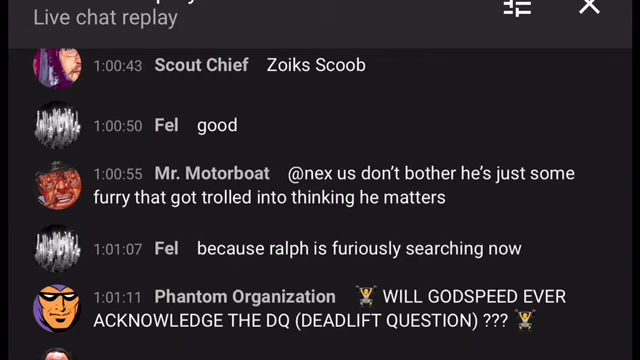 Live chat replay
1:00:43 Scout Chief Zoiks Scoob
1:00:50 Fel good
1:00:55 Mr. Motorboat @nex us don't bother he's just some
furry that got trolled into thinking he matters
1:01:07 Fel because ralph is furiously searching now
1:01:11 Phantom Organization 🏋️ WILL GODSPEED EVER
ACKNOWLEDGE THE DQ (DEADLIFT QUESTION) ??? 🏋️